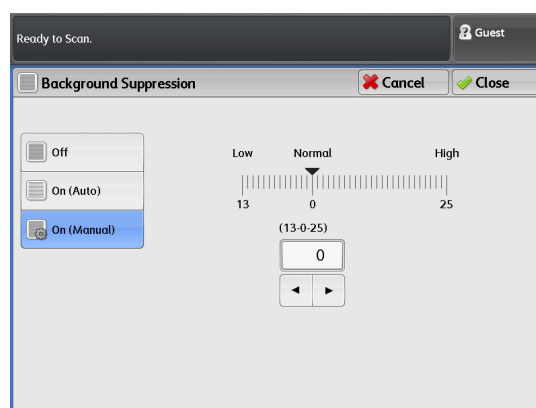 Ready to Scan.
Guest
Background Suppression
Cancel
Close
Off
On (Auto)
On (Manual)
Low Normal High
13 0 25
(13-0-25)
0